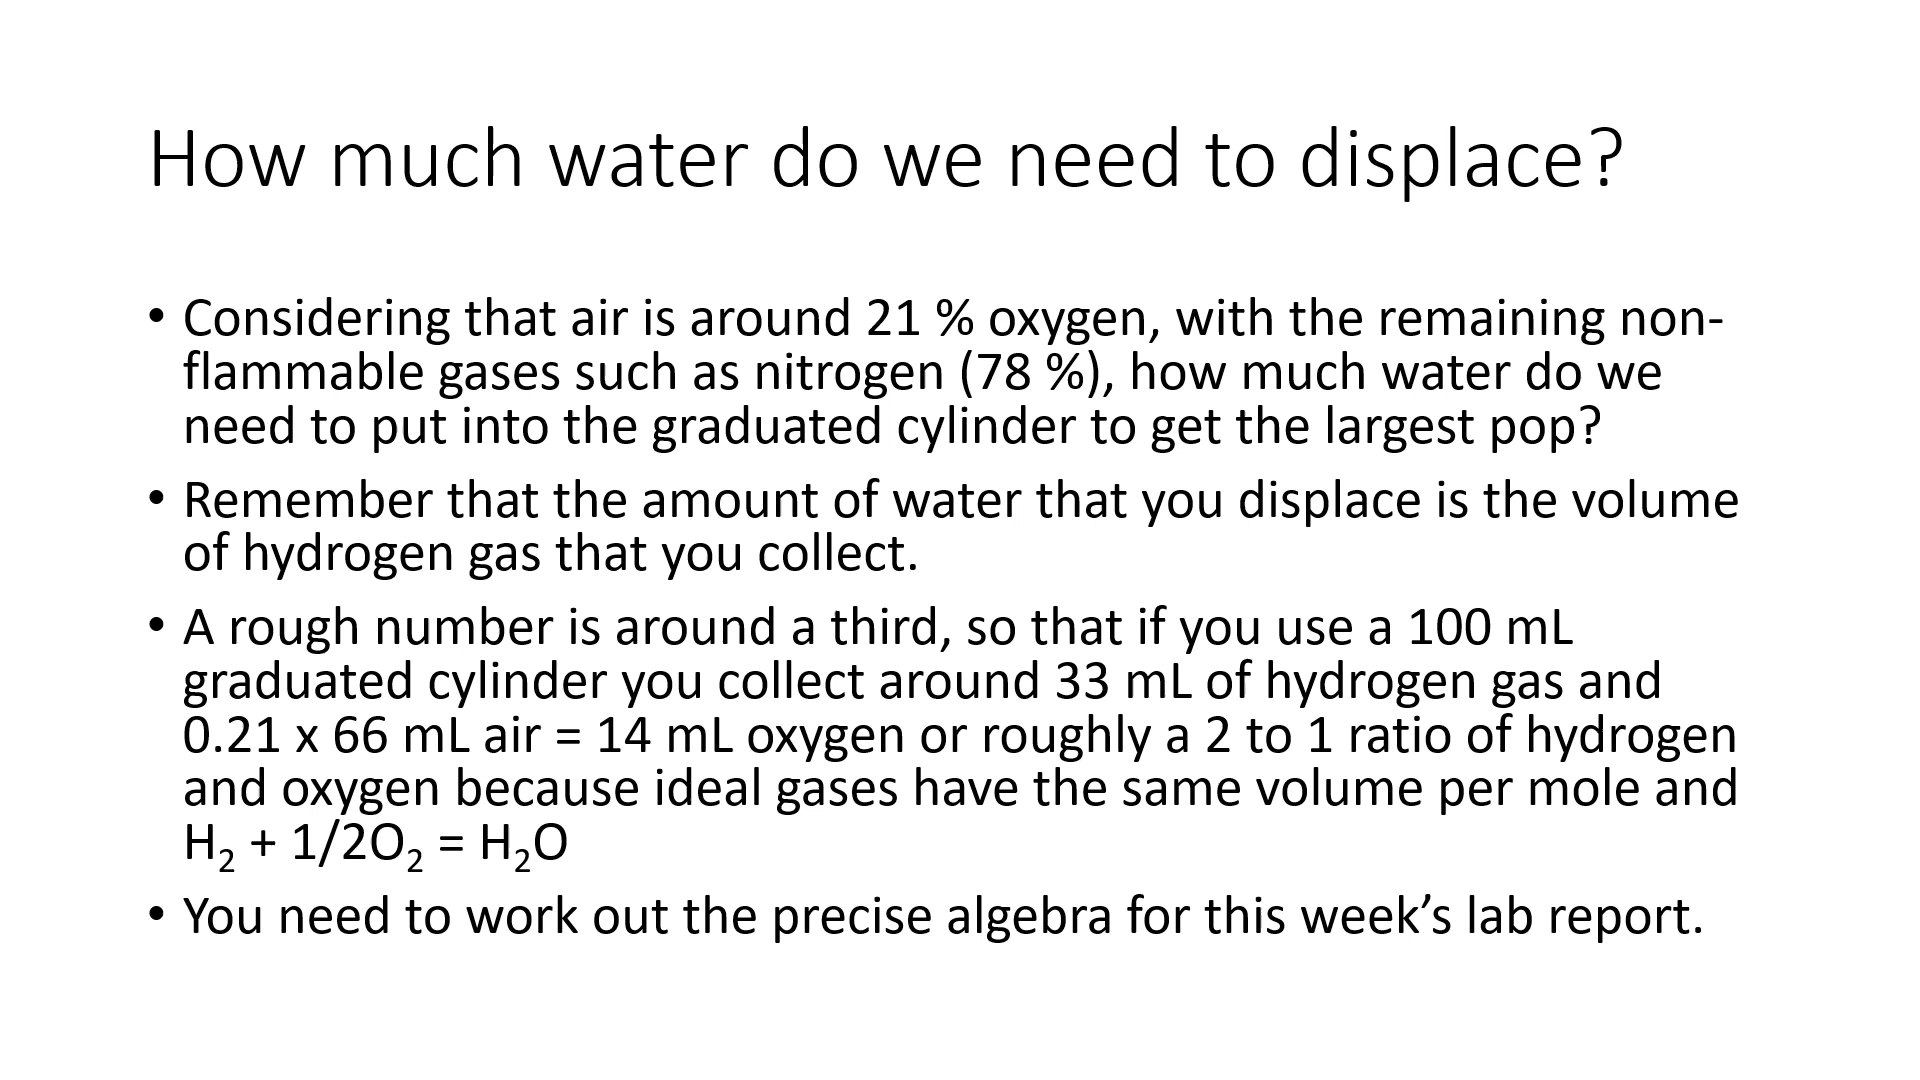 How much water do we need to displace?
• Considering that air is around 21 % oxygen, with the remaining non-
flammable gases such as nitrogen (78 %), how much water do we
need to put into the graduated cylinder to get the largest pop?
• Remember that the amount of water that you displace is the volume
of hydrogen gas that you collect.
• A rough number is around a third, so that if you use a 100 mL
graduated cylinder you collect around 33 mL of hydrogen gas and
0.21 x 66 mL air = 14 mL oxygen or roughly a 2 to 1 ratio of hydrogen
and oxygen because ideal gases have the same volume per mole and
H₂ + 1/2O₂ = H₂O
• You need to work out the precise algebra for this week’s lab report.